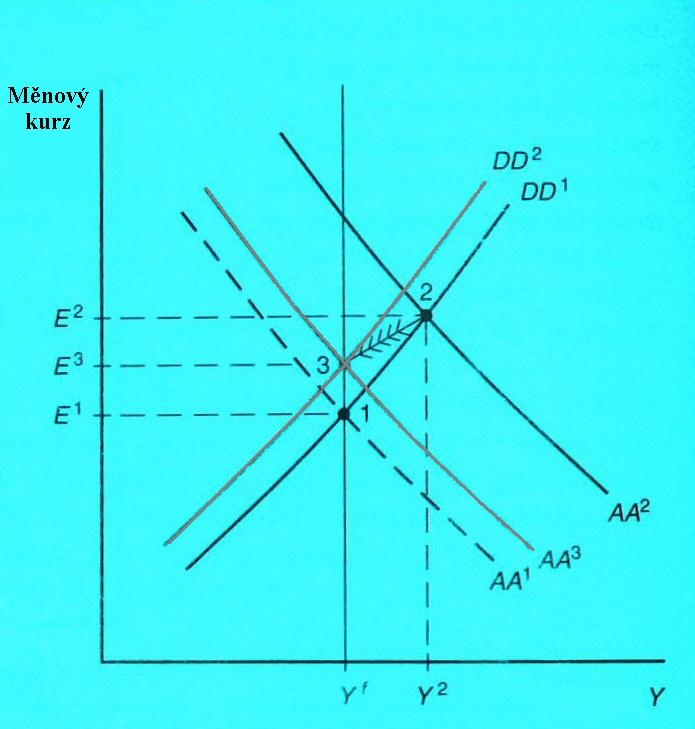 Měnový
kurz
DD²
DD¹
2
E²
3
E³
E¹
1
AA²
AA³
AA¹
Yᶠ
Y²
Y